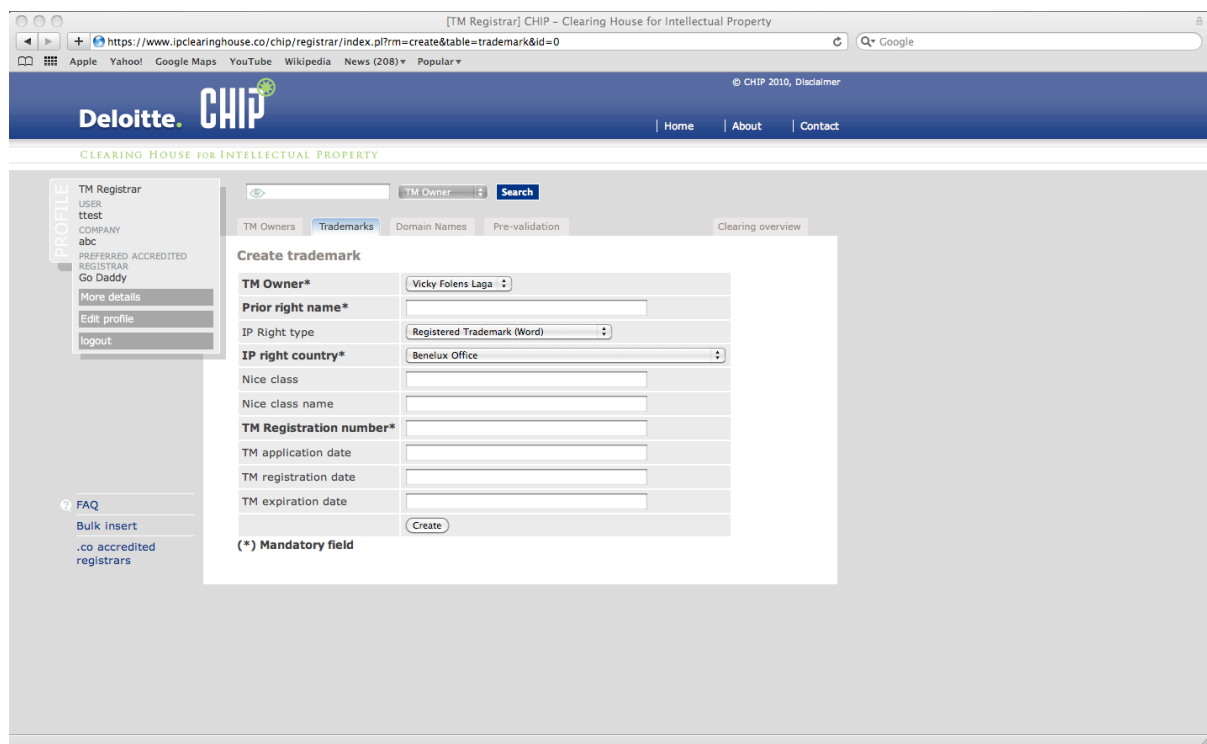 [TM Registrar] CHIP – Clearing House for Intellectual Property
https://www.ipclearinghouse.co/chip/registrar/index.pl?rm=create&table=trademark&id=0
Google
Apple Yahoo! Google Maps YouTube Wikipedia News (208) Popular
© CHIP 2010, Disclaimer
Deloitte. CHIP
Home About Contact
CLEARING HOUSE FOR INTELLECTUAL PROPERTY
PROFILE
TM Registrar
USER
ttest
COMPANY
abc
PREFERRED ACCREDITED
REGISTRAR
Go Daddy
More details
Edit profile
logout
TM Owner Search
TM Owners Trademarks Domain Names Pre-validation Clearing overview
Create trademark
TM Owner* Vicky Folens Laga
Prior right name*
IP Right type Registered Trademark (Word)
IP right country* Benelux Office
Nice class
Nice class name
TM Registration number*
TM application date
TM registration date
TM expiration date
Create
(*) Mandatory field
? FAQ
Bulk insert
.co accredited
registrars